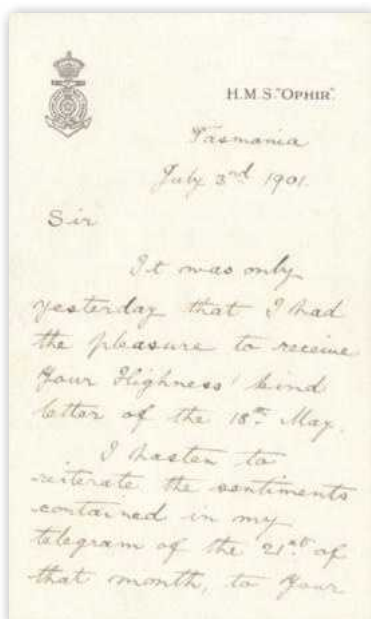 H.M.S. "OPHIR".
Tasmania
July 3rd 1901.
Sir
It was only
yesterday that I had
the pleasure to receive
Your Highness' kind
letter of the 18th May.
I hasten to
reiterate the sentiments
contained in my
telegram of the 21st of
that month, to Your